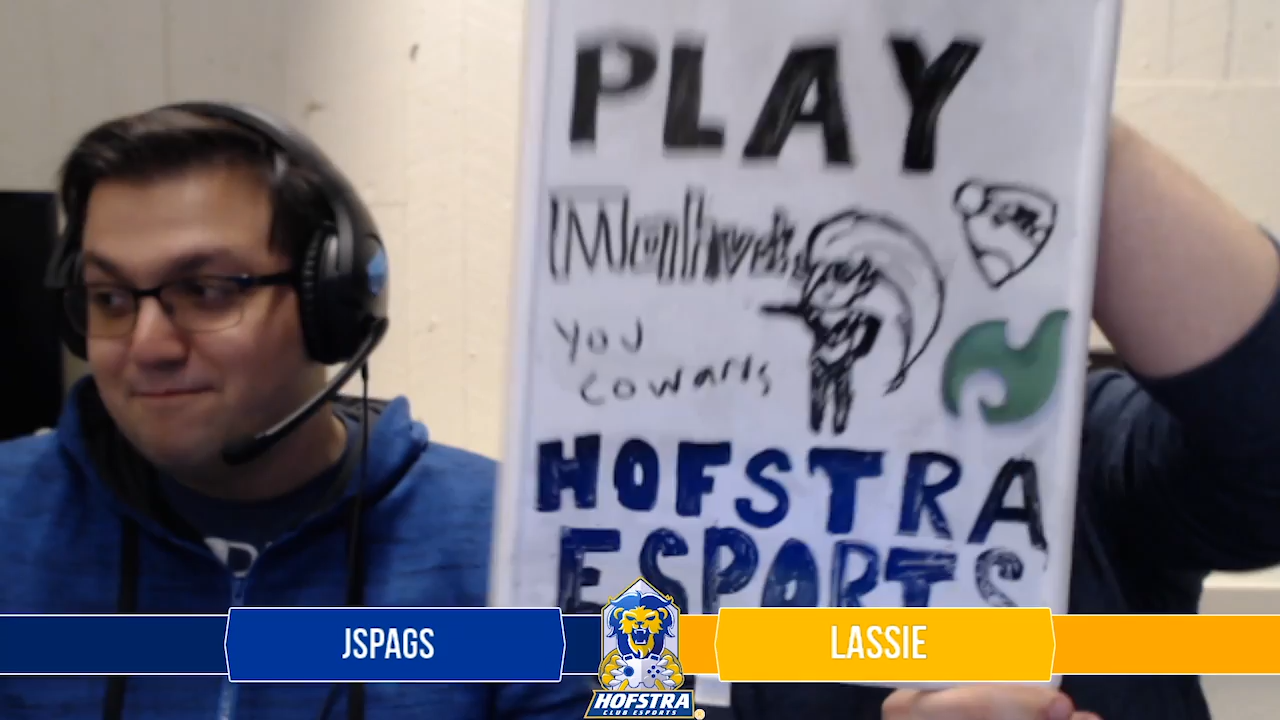 PLAY
you
cowards
HOFSTRA
ESPORTS
JSPAGS
LASSIE
HOFSTRA
CLUB ESPORTS